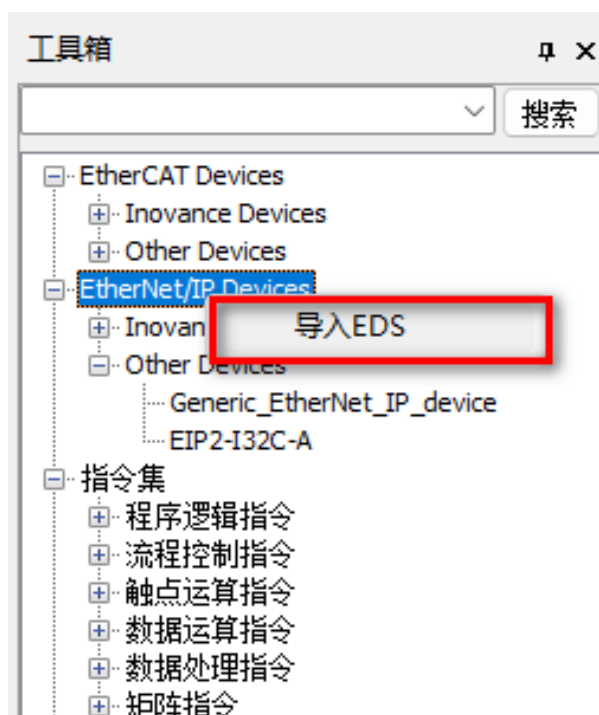 工具箱
搜索
EtherCAT Devices
Inovance Devices
Other Devices
EtherNet/IP Devices
Inovan
导入EDS
Other Devices
Generic_EtherNet_IP_device
EIP2-I32C-A
指令集
程序逻辑指令
流程控制指令
触点运算指令
数据运算指令
数据处理指令
矩阵指令